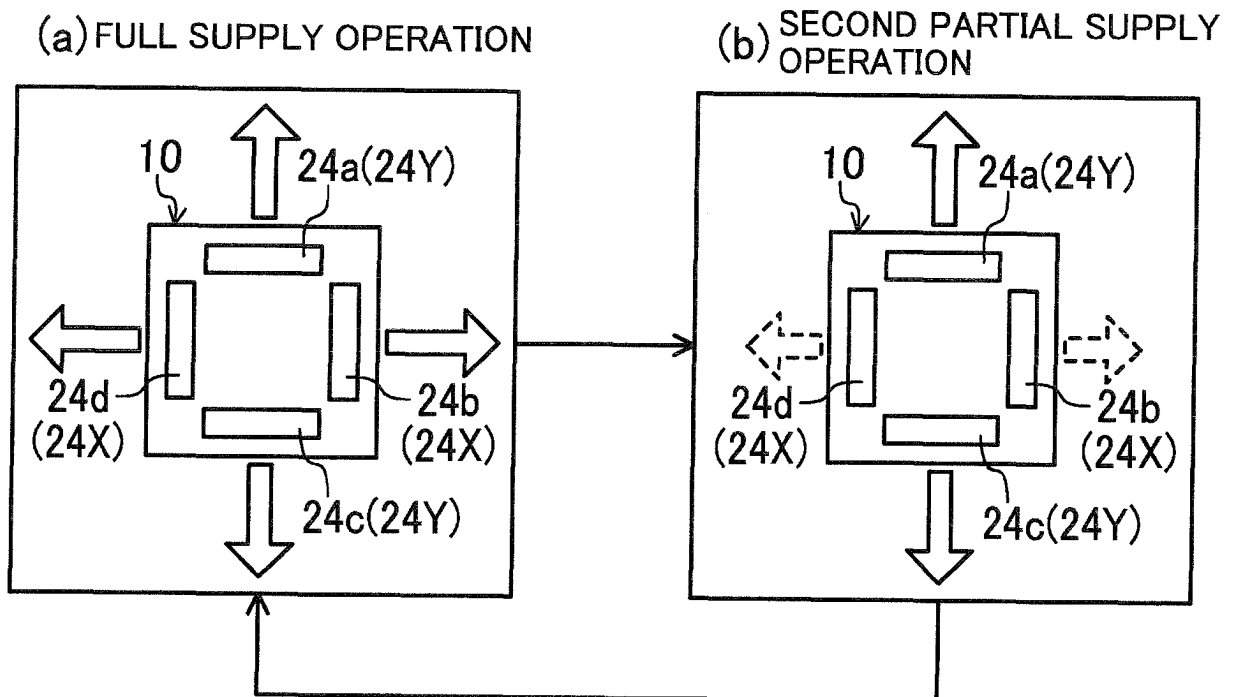 (a) FULL SUPPLY OPERATION
10
24a(24Y)
24d
(24X)
24b
(24X)
24c(24Y)
(b) SECOND PARTIAL SUPPLY
OPERATION
10
24a(24Y)
24d
(24X)
24b
(24X)
24c(24Y)